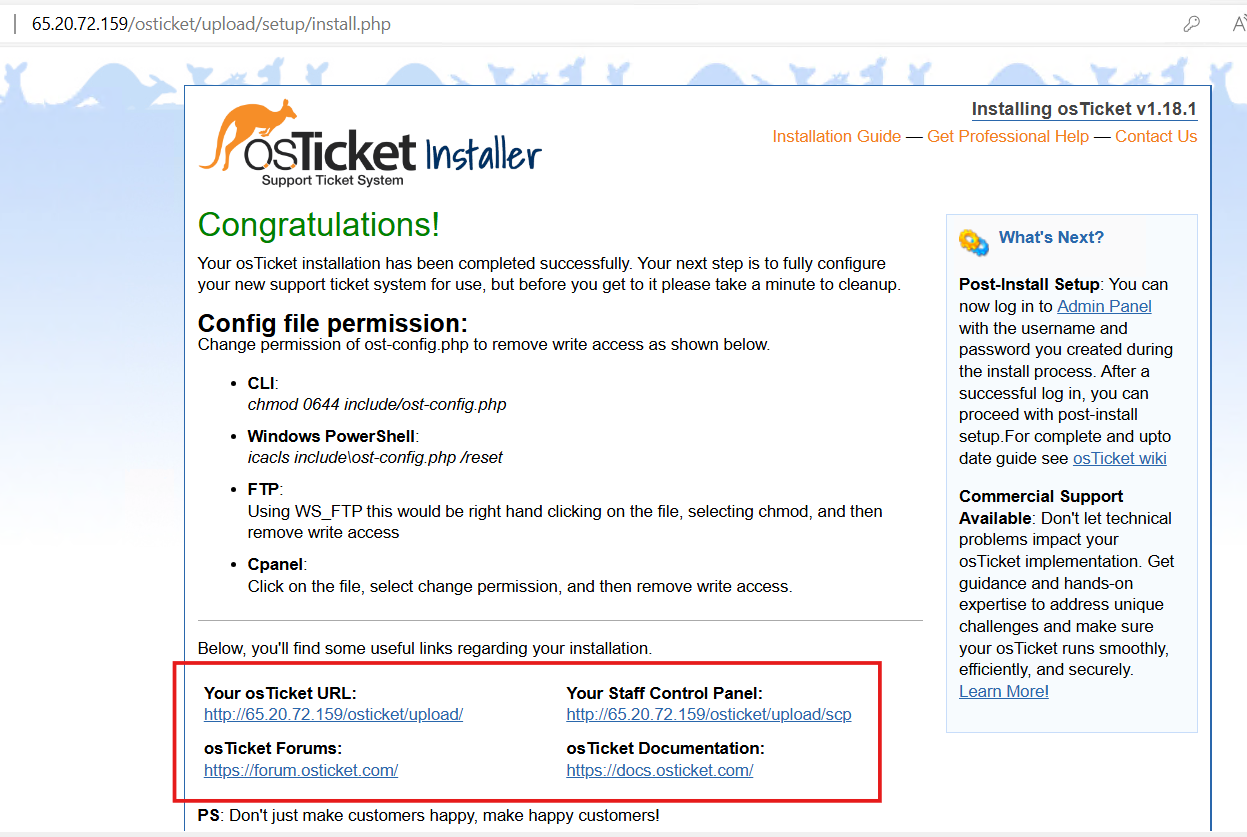 65.20.72.159/osticket/upload/setup/install.php
osTicket Installer
Support Ticket System
Installing osTicket v1.18.1
Installation Guide — Get Professional Help — Contact Us
Congratulations!
Your osTicket installation has been completed successfully. Your next step is to fully configure
your new support ticket system for use, but before you get to it please take a minute to cleanup.
Config file permission:
Change permission of ost-config.php to remove write access as shown below.
• CLI:
chmod 0644 include/ost-config.php
• Windows PowerShell:
icacls include\ost-config.php /reset
• FTP:
Using WS_FTP this would be right hand clicking on the file, selecting chmod, and then
remove write access
• Cpanel:
Click on the file, select change permission, and then remove write access.
Below, you'll find some useful links regarding your installation.
Your osTicket URL:
http://65.20.72.159/osticket/upload/
Your Staff Control Panel:
http://65.20.72.159/osticket/upload/scp
osTicket Forums:
https://forum.osticket.com/
osTicket Documentation:
https://docs.osticket.com/
PS: Don't just make customers happy, make happy customers!
What's Next?
Post-Install Setup: You can
now log in to Admin Panel
with the username and
password you created during
the install process. After a
successful log in, you can
proceed with post-install
setup.For complete and upto
date guide see osTicket wiki
Commercial Support
Available: Don't let technical
problems impact your
osTicket implementation. Get
guidance and hands-on
expertise to address unique
challenges and make sure
your osTicket runs smoothly,
efficiently, and securely.
Learn More!